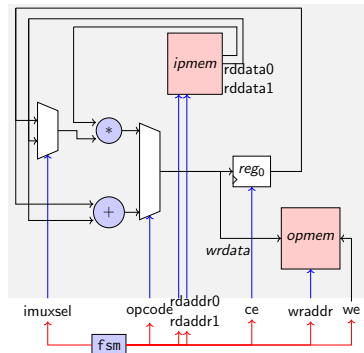 ipmem
rddata0
rddata1
*
reg0
+
opmem
wrdata
imuxsel
opcode
rdaddr0
rdaddr1
ce
wraddr
we
fsm